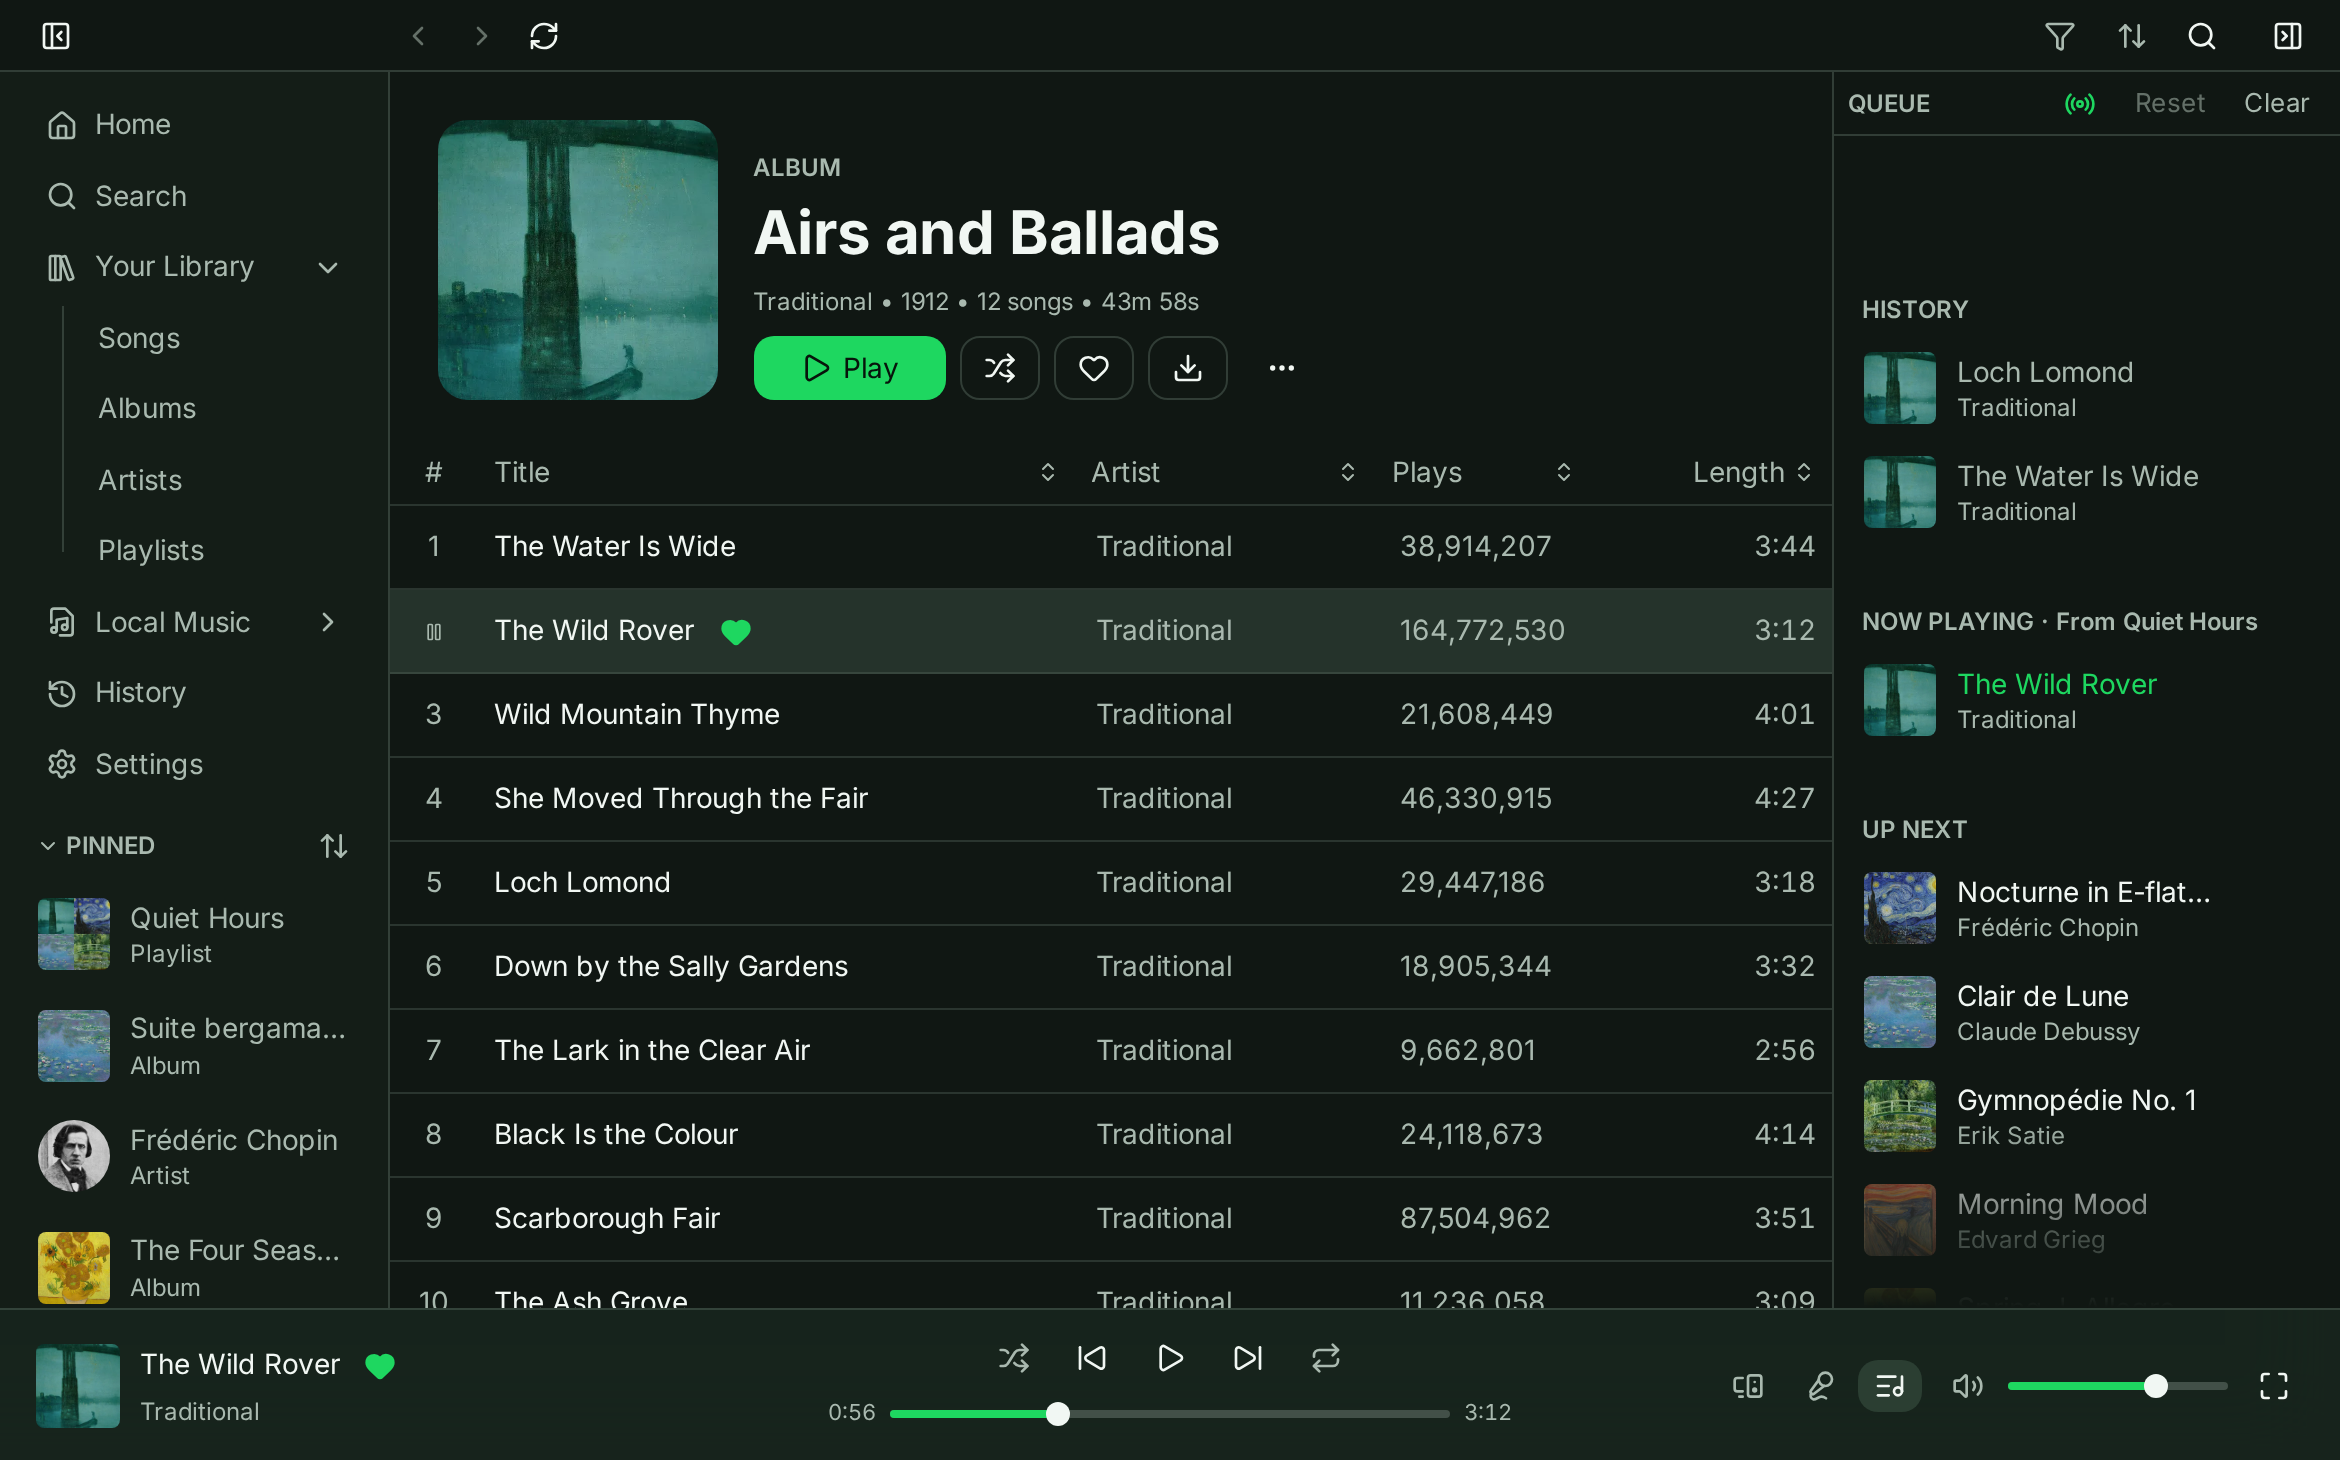 Home
Search
Your Library
Songs
Albums
Artists
Playlists
Local Music
History
Settings
PINNED
Quiet Hours
Playlist
Suite bergama...
Album
Frédéric Chopin
Artist
The Four Seas...
Album
ALBUM
Airs and Ballads
Traditional • 1912 • 12 songs • 43m 58s
Play
# Title Artist Plays Length
1 The Water Is Wide Traditional 38,914,207 3:44
The Wild Rover Traditional 164,772,530 3:12
3 Wild Mountain Thyme Traditional 21,608,449 4:01
4 She Moved Through the Fair Traditional 46,330,915 4:27
5 Loch Lomond Traditional 29,447,186 3:18
6 Down by the Sally Gardens Traditional 18,905,344 3:32
7 The Lark in the Clear Air Traditional 9,662,801 2:56
8 Black Is the Colour Traditional 24,118,673 4:14
9 Scarborough Fair Traditional 87,504,962 3:51
10 The Ash Grove Traditional 11,236,058 3:09
QUEUE Reset Clear
HISTORY
Loch Lomond
Traditional
The Water Is Wide
Traditional
NOW PLAYING · From Quiet Hours
The Wild Rover
Traditional
UP NEXT
Nocturne in E-flat...
Frédéric Chopin
Clair de Lune
Claude Debussy
Gymnopédie No. 1
Erik Satie
Morning Mood
Edvard Grieg
The Wild Rover
Traditional
0:56 3:12